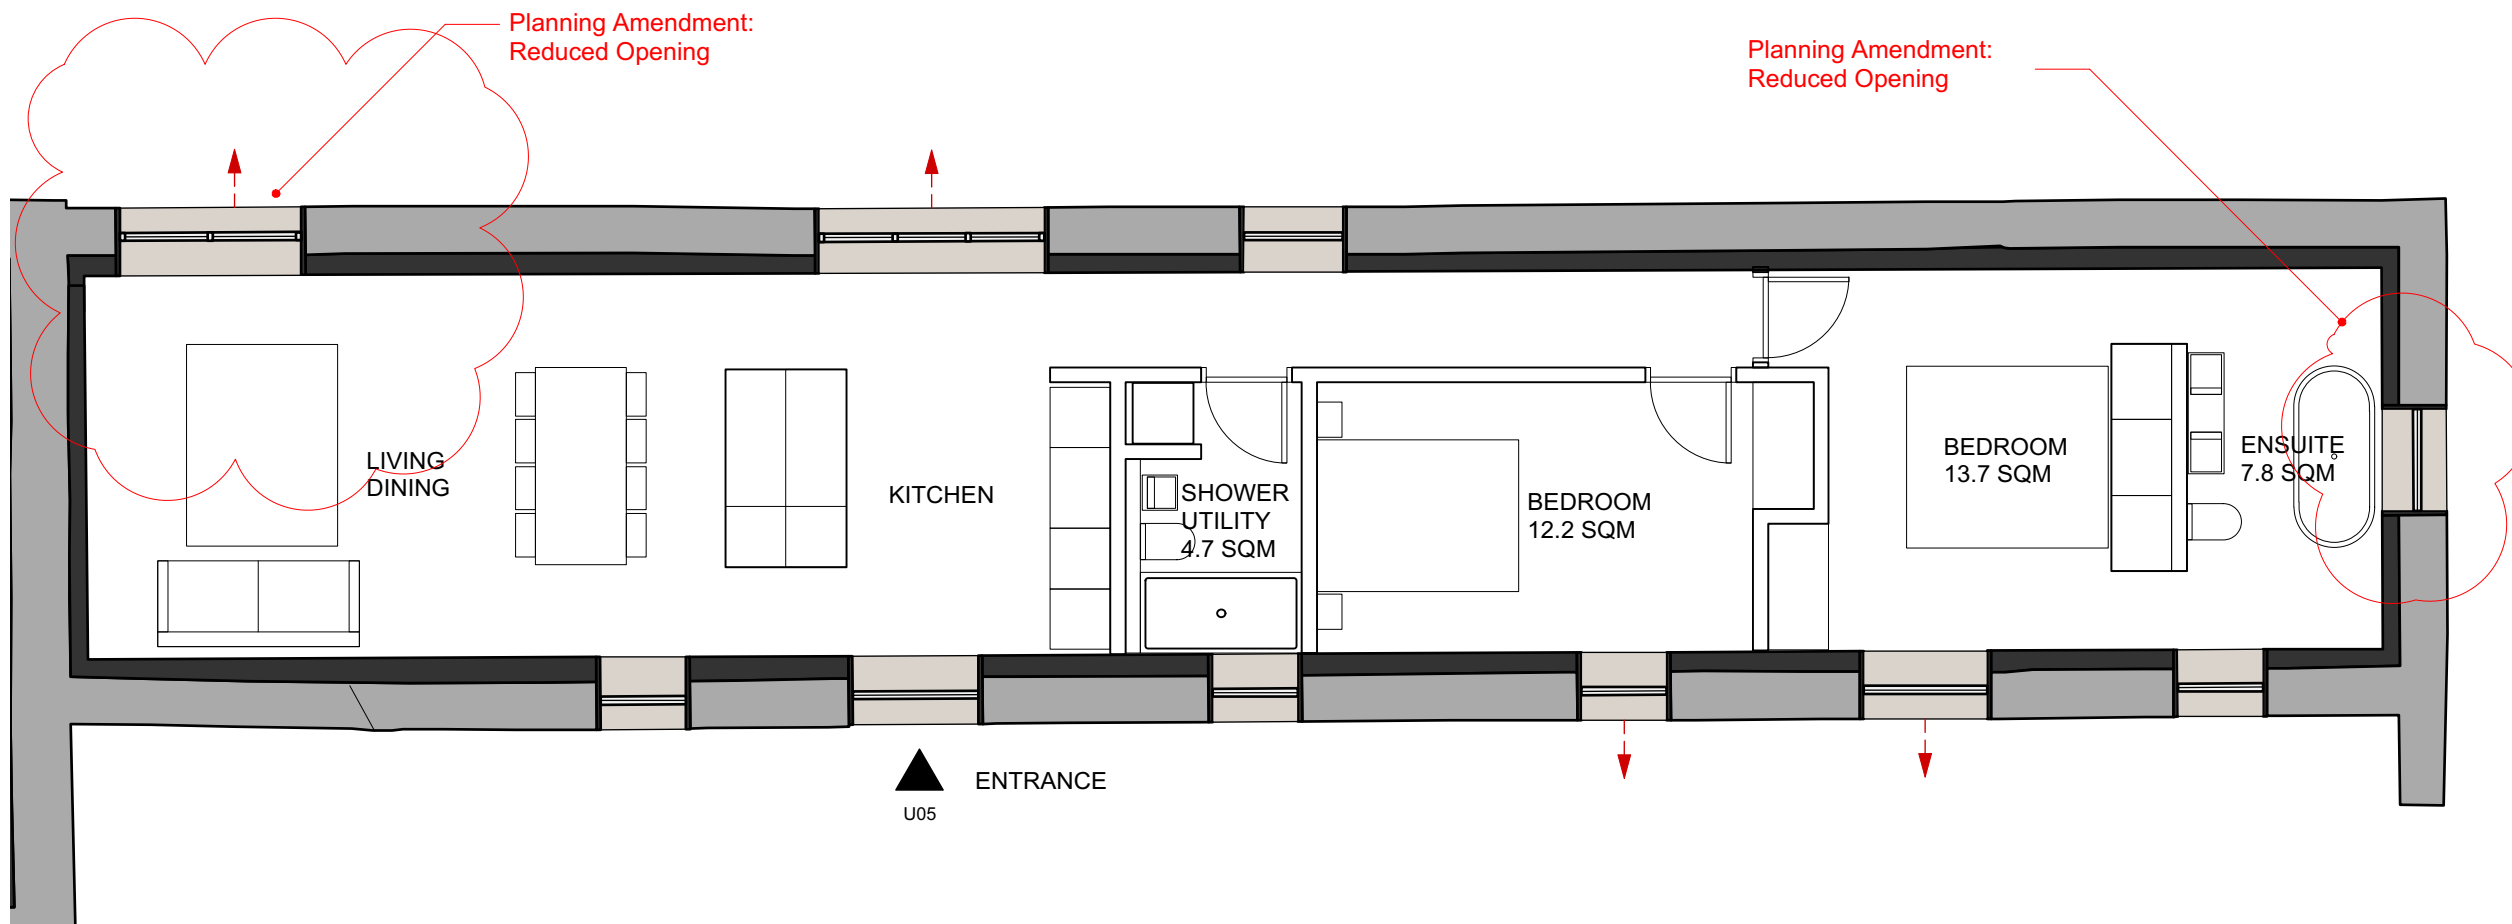 Planning Amendment:
Reduced Opening
Planning Amendment:
Reduced Opening
LIVING
DINING
KITCHEN
SHOWER
UTILITY
4.7 SQM
BEDROOM
12.2 SQM
BEDROOM
13.7 SQM
ENSUITE
7.8 SQM
ENTRANCE
U05